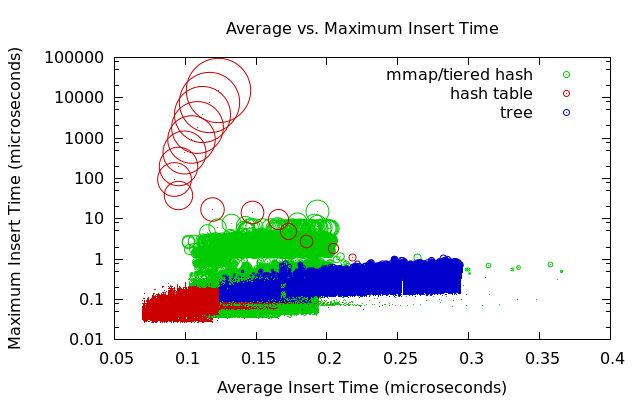 Average vs. Maximum Insert Time
Maximum Insert Time (microseconds)
100000
10000
1000
100
10
1
0.1
0.01
mmap/tiered hash
hash table
tree
0.05
0.1
0.15
0.2
0.25
0.3
0.35
0.4
Average Insert Time (microseconds)